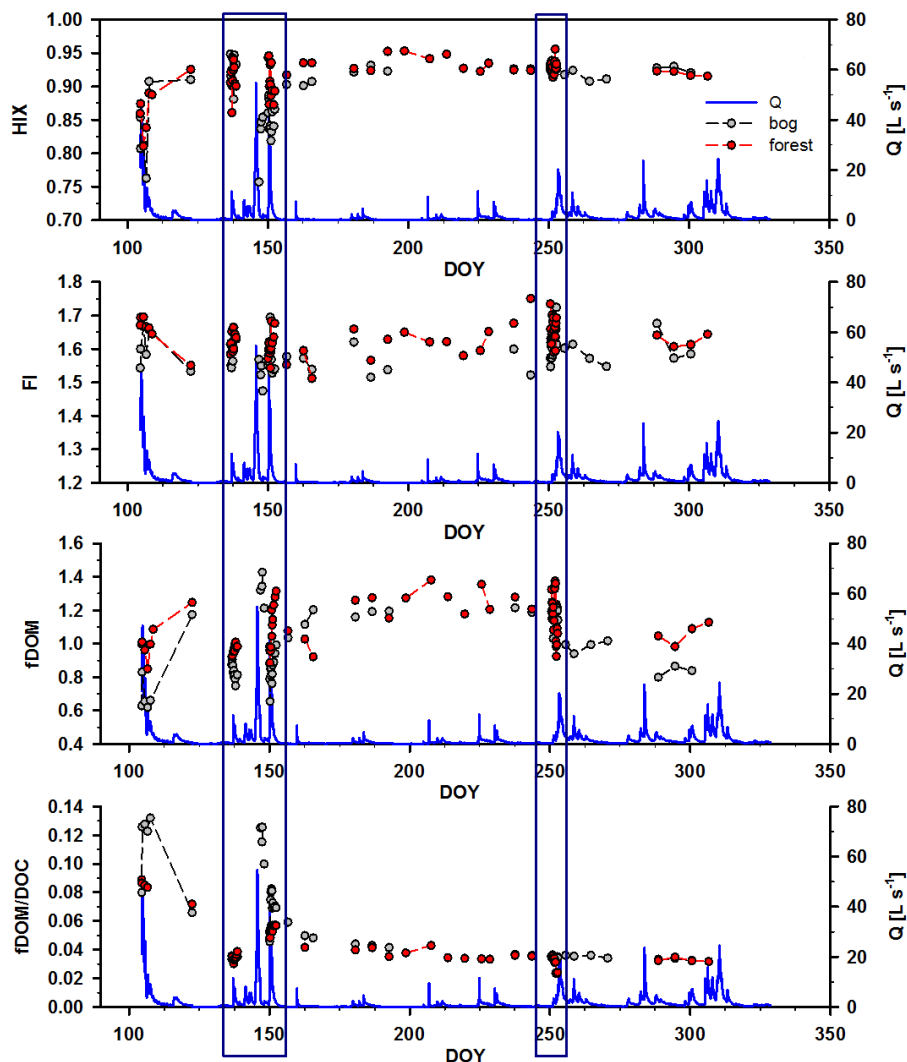 1.00 80
0.95
0.90 60
HIX 0.85 40 Q [L s⁻¹]
0.80 20
0.75
0.70 0
Q
bog
forest
100 150 200 250 300 350
DOY
1.8 80
1.7
1.6 60
FI 1.5 40 Q [L s⁻¹]
1.4 20
1.3
1.2 0
100 150 200 250 300 350
DOY
1.6 80
1.4
1.2 60
fDOM 1.0 40 Q [L s⁻¹]
0.8 20
0.6
0.4 0
100 150 200 250 300 350
DOY
0.14 80
0.12
0.10 60
fDOM/DOC 0.08 40 Q [L s⁻¹]
0.06
0.04 20
0.02
0.00 0
100 150 200 250 300 350
DOY